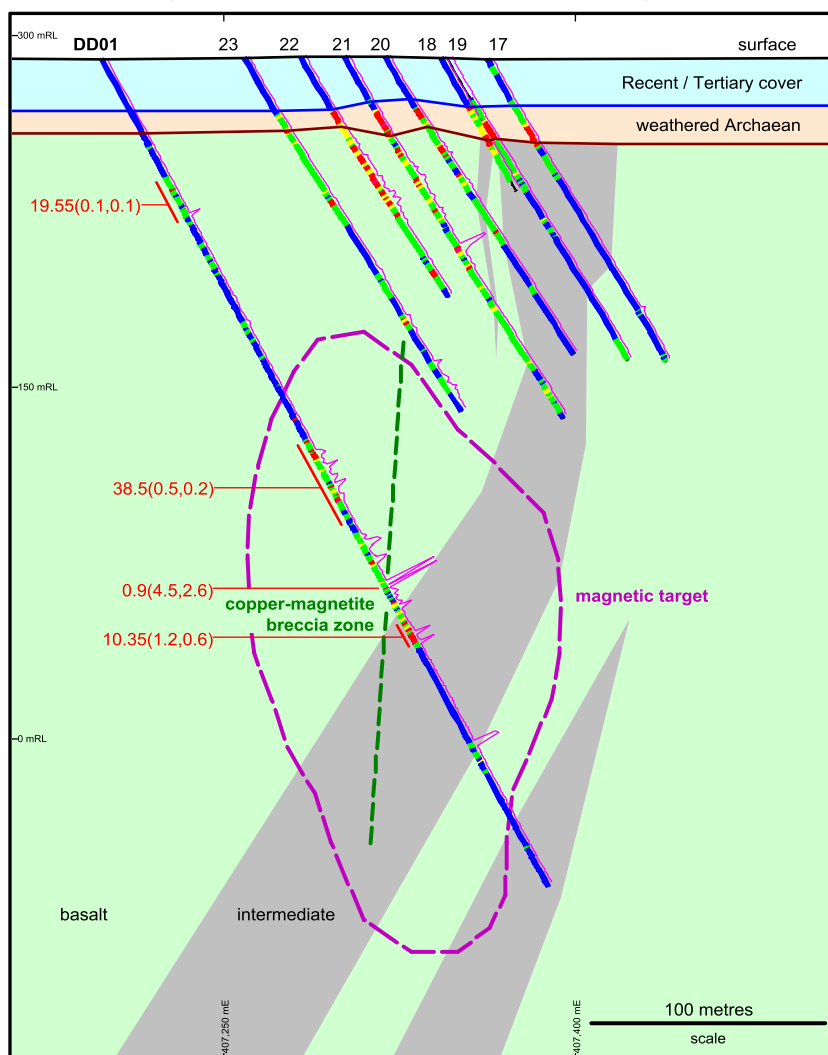 300 mRL
DD01 23 22 21 20 18 19 17 surface
Recent / Tertiary cover
weathered Archaean
19.55(0.1,0.1)
150 mRL
38.5(0.5,0.2)
0.9(4.5,2.6)
copper-magnetite
breccia zone
magnetic target
10.35(1.2,0.6)
0 mRL
basalt intermediate
407,250 mE
407,400 mE
100 metres
scale